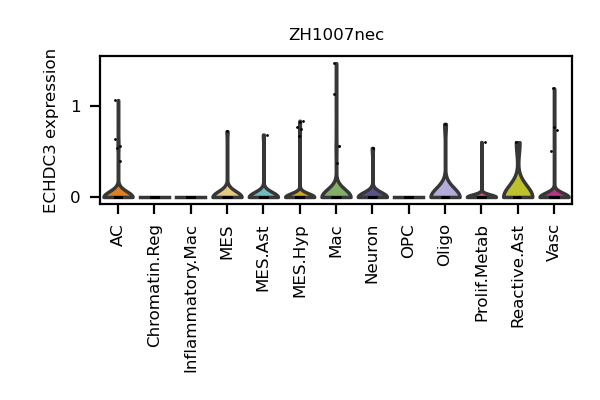 ZH1007nec
ECHDC3 expression
1
0
AC
Chromatin.Reg
Inflammatory.Mac
MES
MES.Ast
MES.Hyp
Mac
Neuron
OPC
Oligo
Prolif.Metab
Reactive.Ast
Vasc